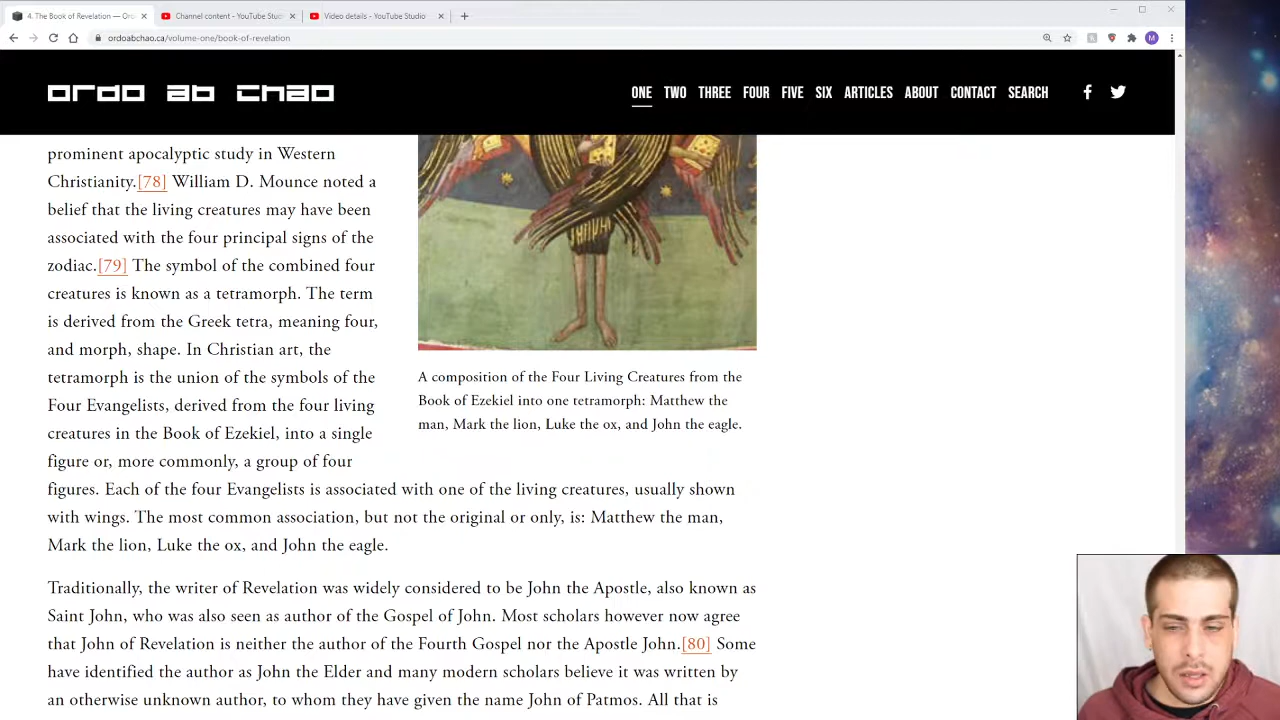 4. The Book of Revelation — Ord
Channel content - YouTube Stud
Video details - YouTube Studio
ordoabchao.ca/volume-one/book-of-revelation
M
ordo ab chao
ONE TWO THREE FOUR FIVE SIX ARTICLES ABOUT CONTACT SEARCH
prominent apocalyptic study in Western
Christianity.[78] William D. Mounce noted a
belief that the living creatures may have been
associated with the four principal signs of the
zodiac.[79] The symbol of the combined four
creatures is known as a tetramorph. The term
is derived from the Greek tetra, meaning four,
and morph, shape. In Christian art, the
tetramorph is the union of the symbols of the
Four Evangelists, derived from the four living
creatures in the Book of Ezekiel, into a single
figure or, more commonly, a group of four
figures. Each of the four Evangelists is associated with one of the living creatures, usually shown
with wings. The most common association, but not the original or only, is: Matthew the man,
Mark the lion, Luke the ox, and John the eagle.
A composition of the Four Living Creatures from the
Book of Ezekiel into one tetramorph: Matthew the
man, Mark the lion, Luke the ox, and John the eagle.
Traditionally, the writer of Revelation was widely considered to be John the Apostle, also known as
Saint John, who was also seen as author of the Gospel of John. Most scholars however now agree
that John of Revelation is neither the author of the Fourth Gospel nor the Apostle John.[80] Some
have identified the author as John the Elder and many modern scholars believe it was written by
an otherwise unknown author, to whom they have given the name John of Patmos. All that is